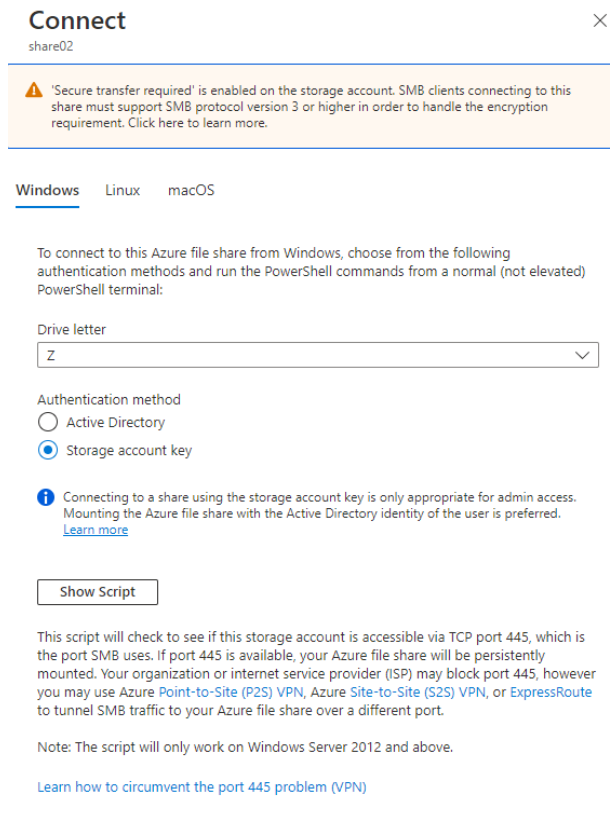 Connect
share02
'Secure transfer required' is enabled on the storage account. SMB clients connecting to this
share must support SMB protocol version 3 or higher in order to handle the encryption
requirement. Click here to learn more.
Windows Linux macOS
To connect to this Azure file share from Windows, choose from the following
authentication methods and run the PowerShell commands from a normal (not elevated)
PowerShell terminal:
Drive letter
Z
Authentication method
Active Directory
Storage account key
Connecting to a share using the storage account key is only appropriate for admin access.
Mounting the Azure file share with the Active Directory identity of the user is preferred.
Learn more
Show Script
This script will check to see if this storage account is accessible via TCP port 445, which is
the port SMB uses. If port 445 is available, your Azure file share will be persistently
mounted. Your organization or internet service provider (ISP) may block port 445, however
you may use Azure Point-to-Site (P2S) VPN, Azure Site-to-Site (S2S) VPN, or ExpressRoute
to tunnel SMB traffic to your Azure file share over a different port.
Note: The script will only work on Windows Server 2012 and above.
Learn how to circumvent the port 445 problem (VPN)